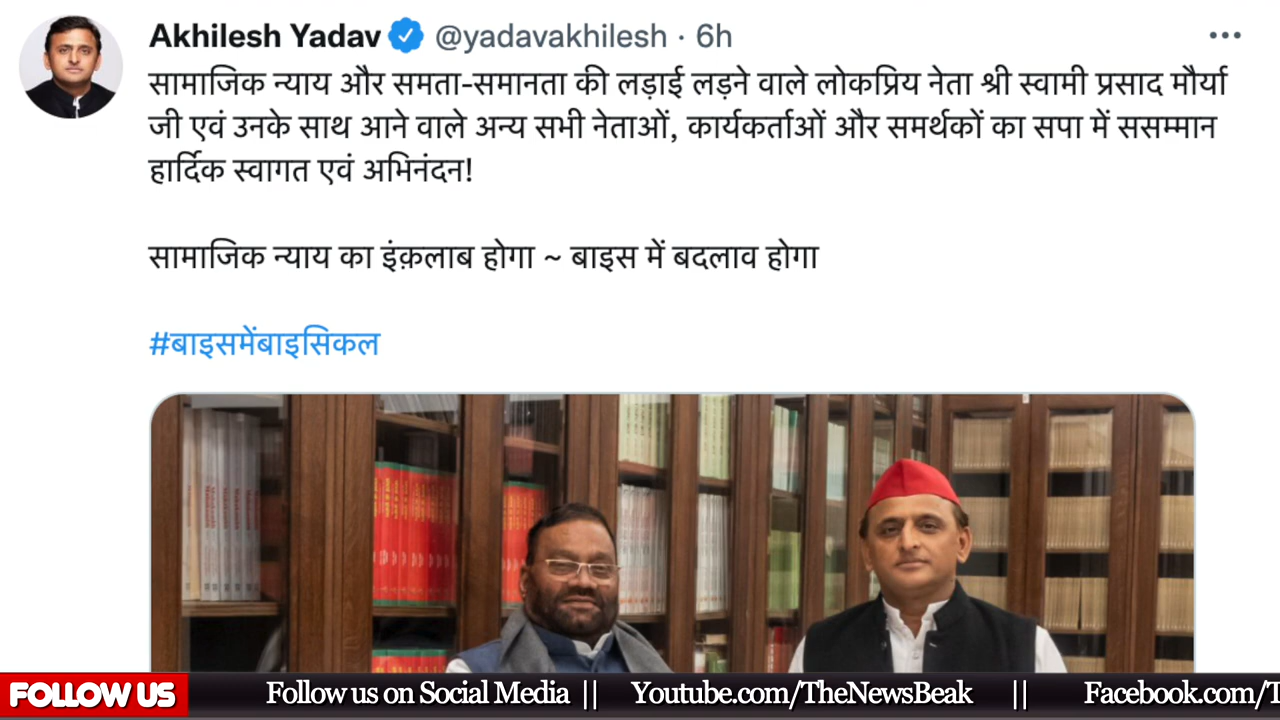 Akhilesh Yadav @yadavakhilesh · 6h
सामाजिक न्याय और समता-समानता की लड़ाई लड़ने वाले लोकप्रिय नेता श्री स्वामी प्रसाद मौर्या
जी एवं उनके साथ आने वाले अन्य सभी नेताओं, कार्यकर्ताओं और समर्थकों का सपा में ससम्मान
हार्दिक स्वागत एवं अभिनंदन!
सामाजिक न्याय का इंक़लाब होगा ~ बाइस में बदलाव होगा
#बाइसमेंबाइसिकल
FOLLOW US Follow us on Social Media || Youtube.com/TheNewsBeak || Facebook.com/T